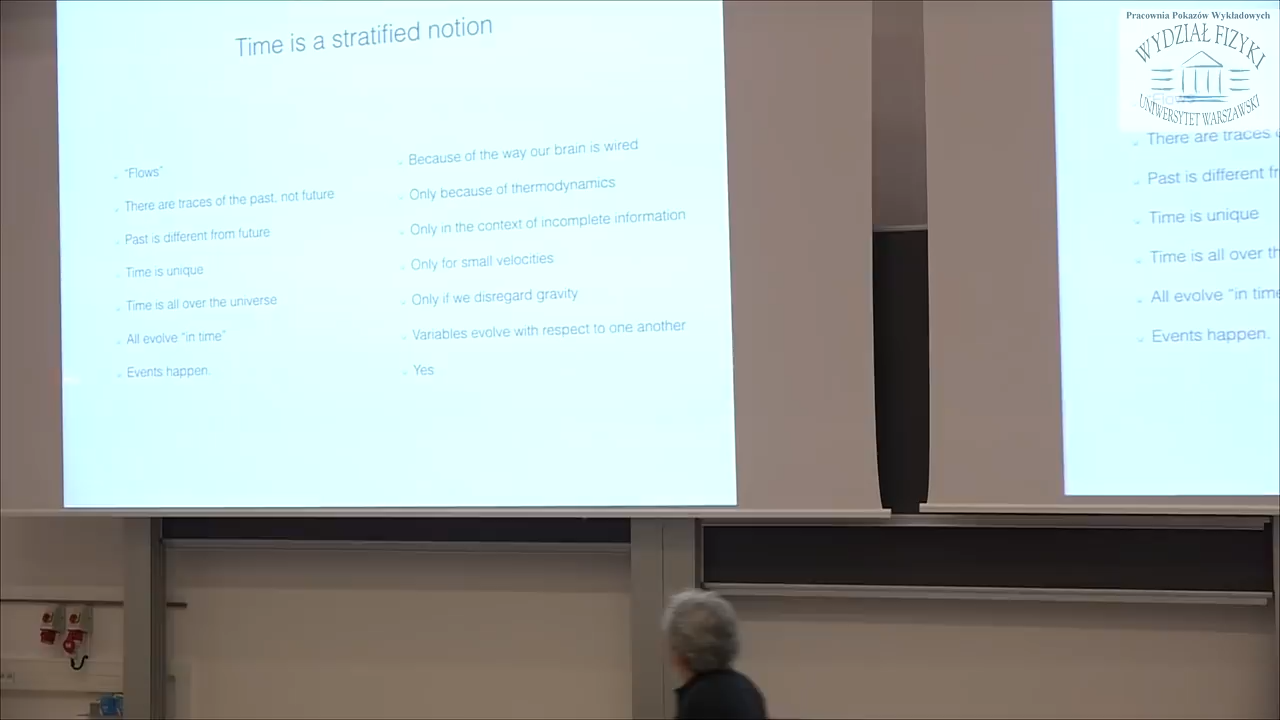 Time is a stratified notion
"Flows"
There are traces of the past, not future
Past is different from future
Time is unique
Time is all over the universe
All evolve "in time"
Events happen.
Because of the way our brain is wired
Only because of thermodynamics
Only in the context of incomplete information
Only for small velocities
Only if we disregard gravity
Variables evolve with respect to one another
Yes
Pracownia Pokazów Wykładowych
WYDZIAŁ FIZYKI
UNIWERSYTET WARSZAWSKI
There are traces
Past is different fr
Time is unique
Time is all over th
All evolve "in time
Events happen.